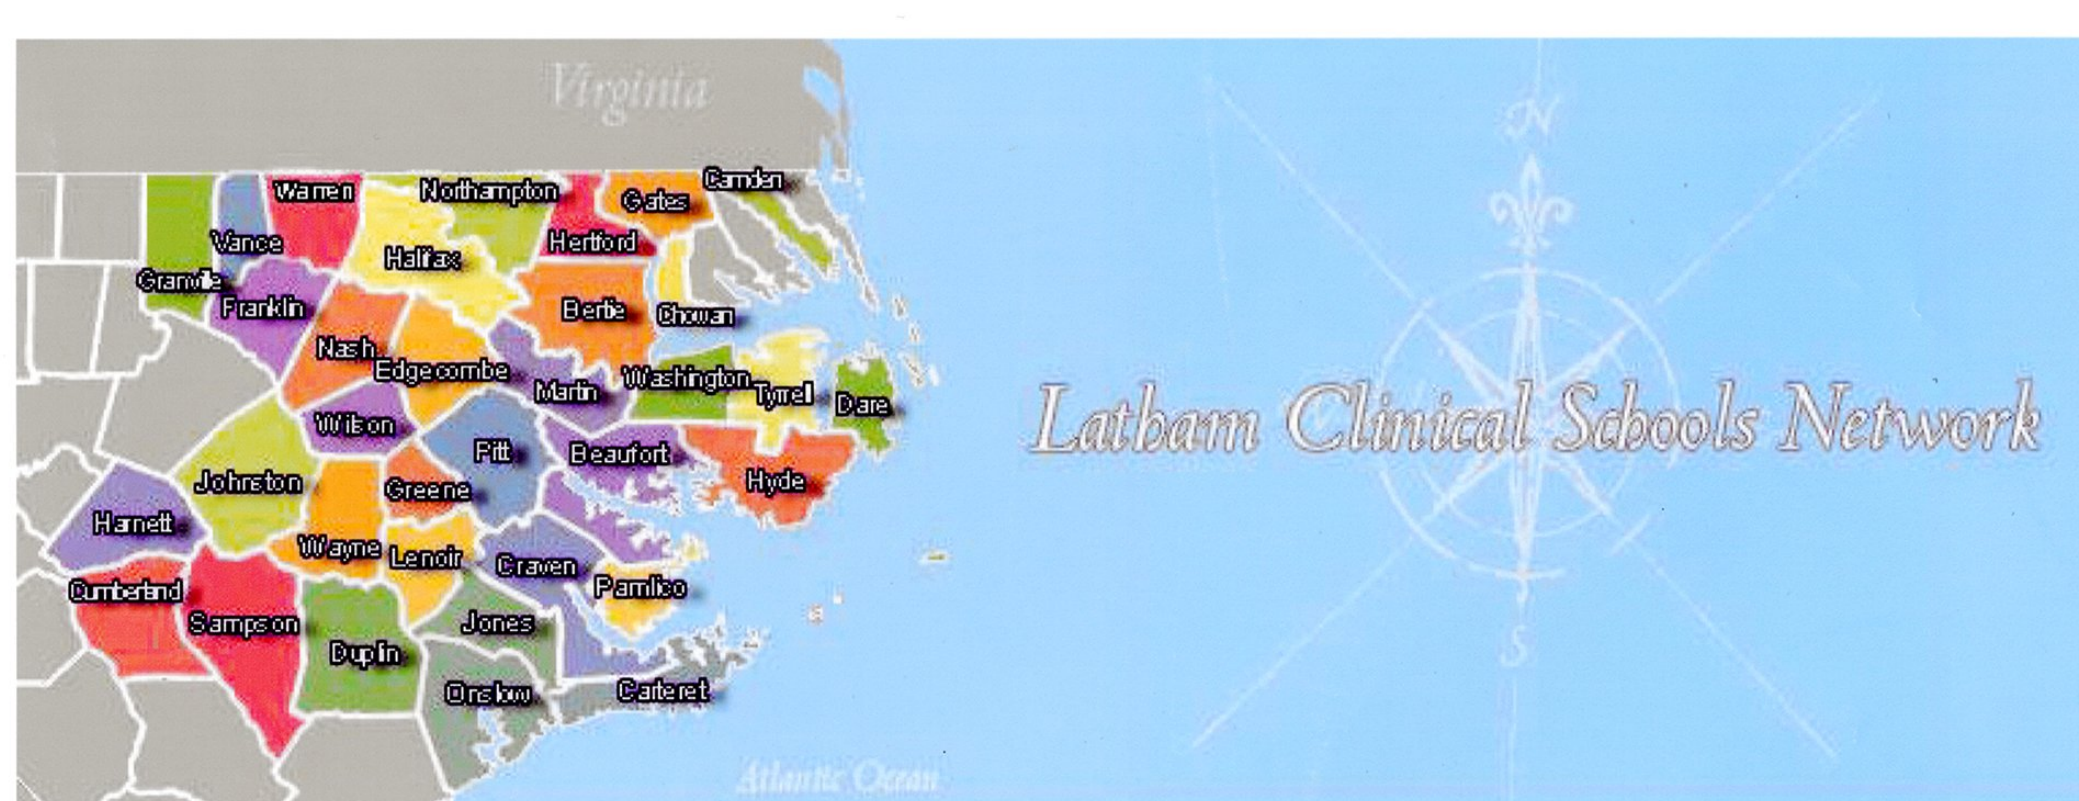 Virginia
Camden
Warren
Northampton
Gates
Vance
Hertford
Halifax
Granville
Franklin
Bertie
Chowan
Nash
Edgecombe
Martin
Washington
Tyrrell
Dare
Wilson
Pitt
Beaufort
Johnston
Greene
Hyde
Harnett
Wayne
Lenoir
Craven
Pamlico
Cumberland
Sampson
Jones
Duplin
Onslow
Carteret
Atlantic Ocean
N
Latham Clinical Schools Network
S